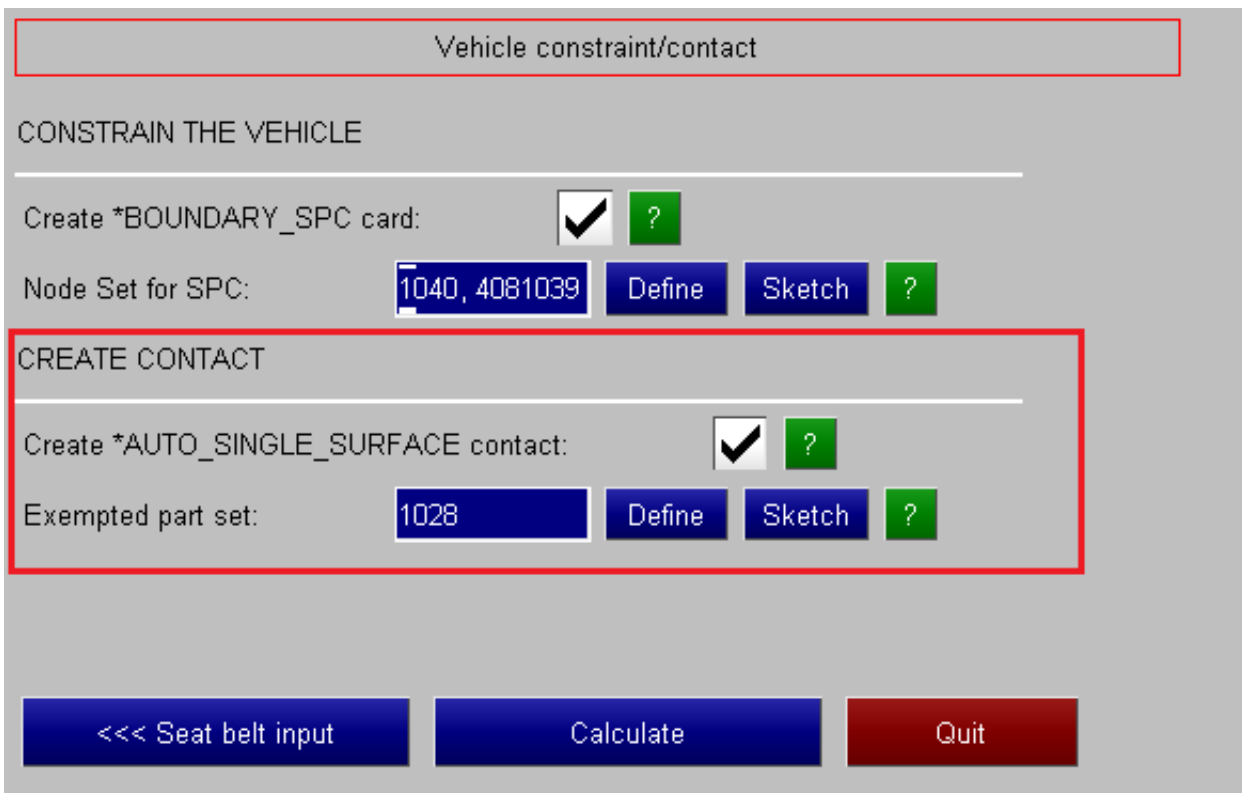 Vehicle constraint/contact
CONSTRAIN THE VEHICLE
Create *BOUNDARY_SPC card: ?
Node Set for SPC: 1040, 4081039 Define Sketch ?
CREATE CONTACT
Create *AUTO_SINGLE_SURFACE contact: ?
Exempted part set: 1028 Define Sketch ?
<<< Seat belt input Calculate Quit